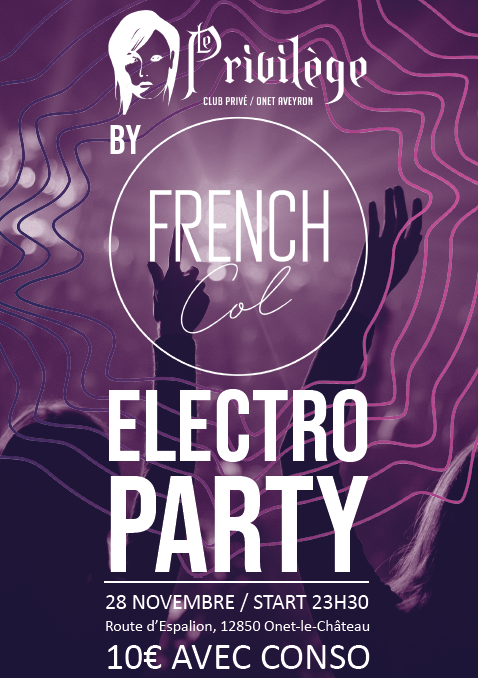 Le Privilège
CLUB PRIVÉ / ONET AVEYRON
BY
FRENCH
Col
ELECTRO
PARTY
28 NOVEMBRE / START 23H30
Route d'Espalion, 12850 Onet-le-Château
10€ AVEC CONSO